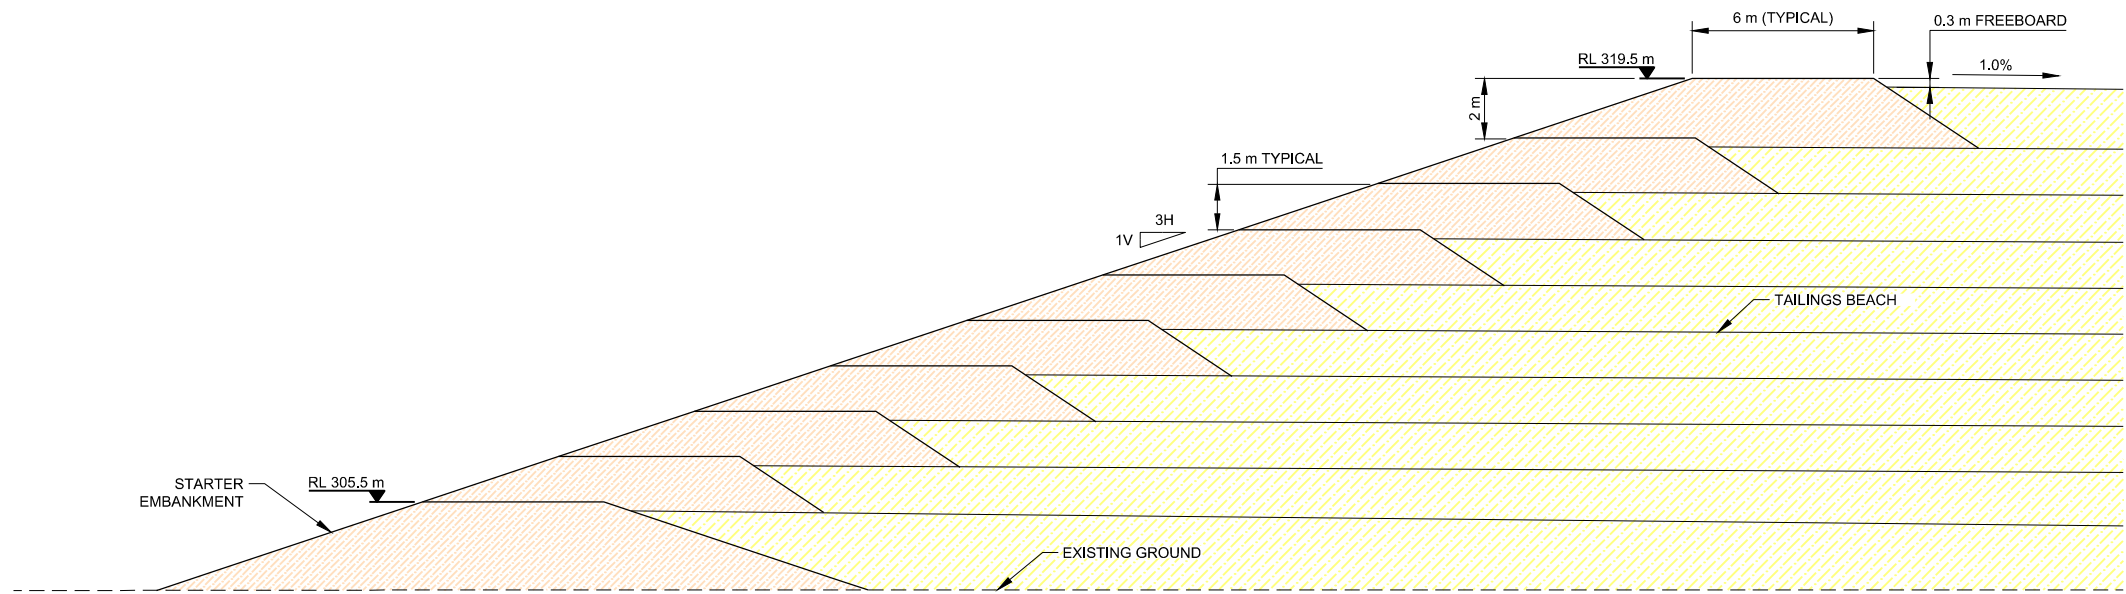 6 m (TYPICAL)
0.3 m FREEBOARD
RL 319.5 m
1.0%
2 m
1.5 m TYPICAL
3H
1V
TAILINGS BEACH
STARTER
EMBANKMENT
RL 305.5 m
EXISTING GROUND